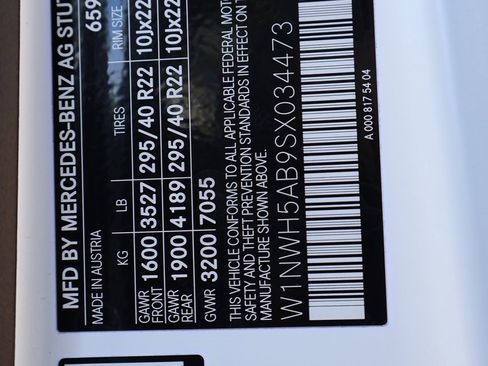 MFD BY MERCEDES-BENZ AG STU
659
MADE IN AUSTRIA
KG LB TIRES RIM SIZE
GAWR FRONT 1600 3527 295/40 R22 10Jx22
GAWR REAR 1900 4189 295/40 R22 10Jx22
GVWR 3200 7055
THIS VEHICLE CONFORMS TO ALL APPLICABLE FEDERAL MOT
SAFETY AND THEFT PREVENTION STANDARDS IN EFFECT ON
MANUFACTURE SHOWN ABOVE.
W1NWH5AB9SX034473
A 000 817 54 04